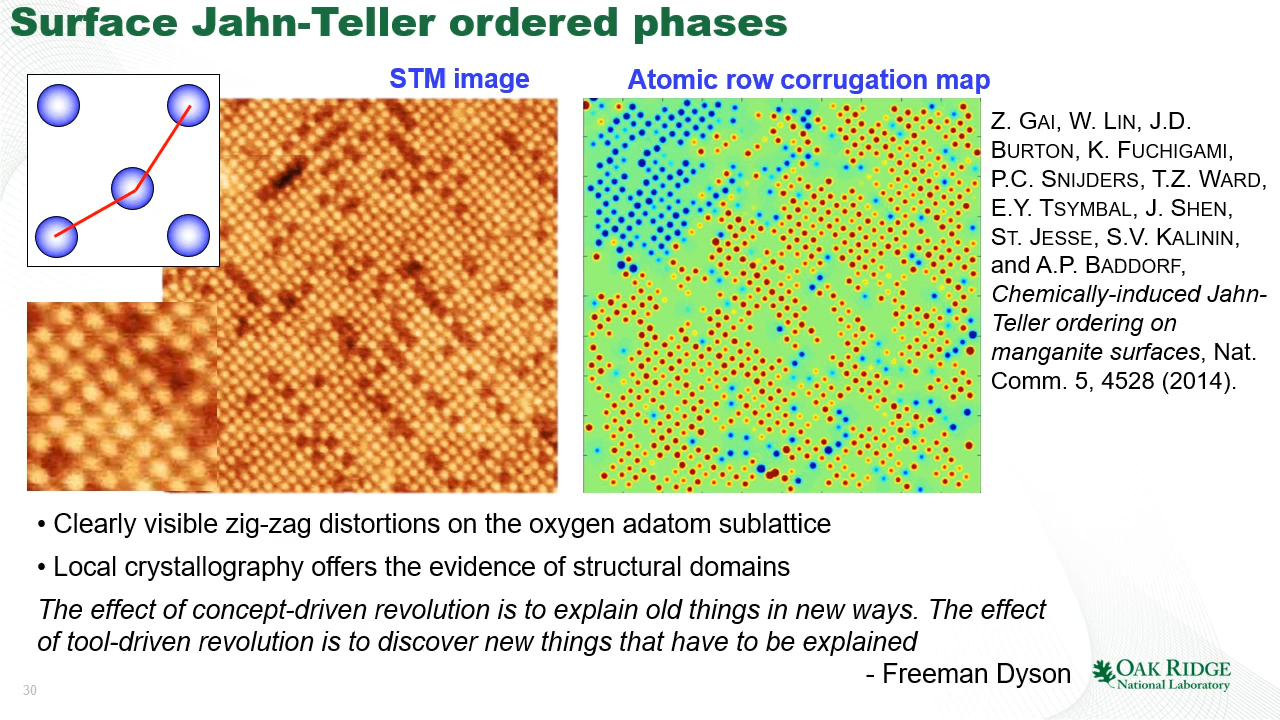 Surface Jahn-Teller ordered phases
STM image
Atomic row corrugation map
Z. GAI, W. LIN, J.D.
BURTON, K. FUCHIGAMI,
P.C. SNIJDERS, T.Z. WARD,
E.Y. TSYMBAL, J. SHEN,
ST. JESSE, S.V. KALININ,
and A.P. BADDORF,
Chemically-induced Jahn-
Teller ordering on
manganite surfaces, Nat.
Comm. 5, 4528 (2014).
• Clearly visible zig-zag distortions on the oxygen adatom sublattice
• Local crystallography offers the evidence of structural domains
The effect of concept-driven revolution is to explain old things in new ways. The effect
of tool-driven revolution is to discover new things that have to be explained
- Freeman Dyson
30
OAK RIDGE
National Laboratory